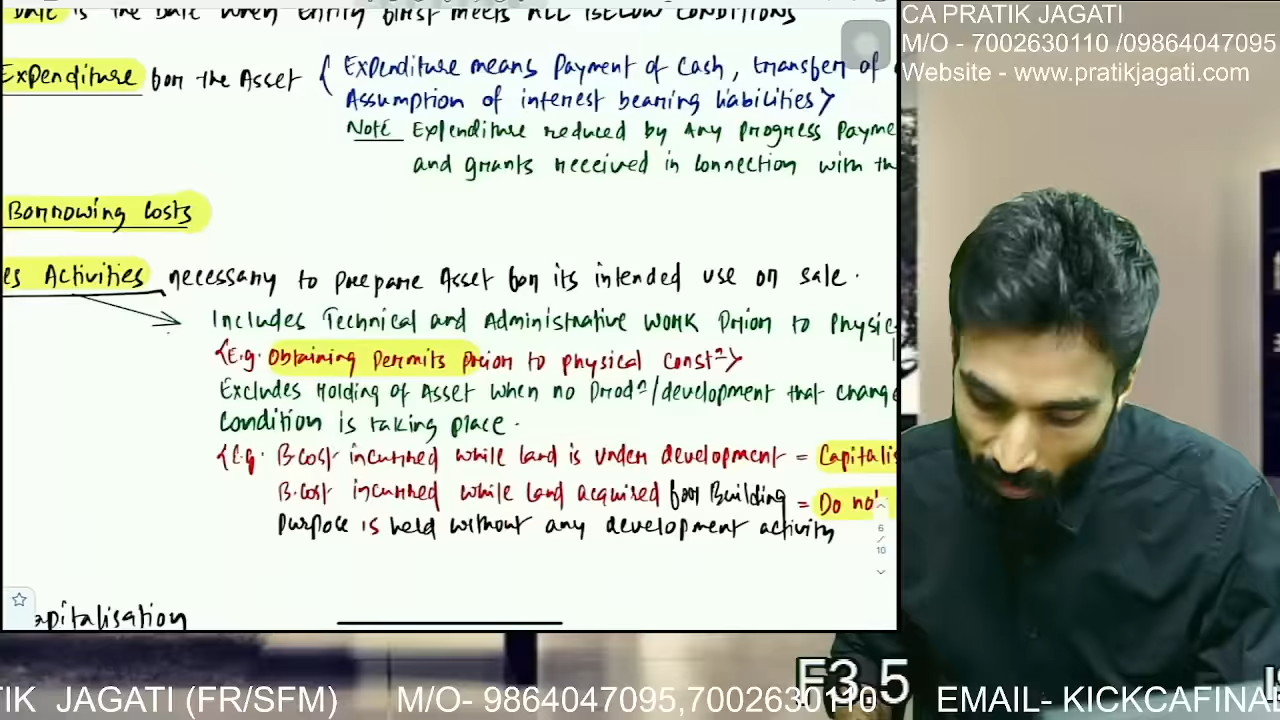 Date is the Date when Entity first meets ALL BELOW CONDITIONS
Expenditure for the Asset { Expenditure means Payment of Cash, transfer of
Assumption of interest bearing liabilities}
Note Expenditure reduced by Any Progress Payme
and grants received in connection with th
Borrowing Costs
es Activities necessary to prepare Asset for its intended use or sale.
Includes Technical and Administrative work Prior to Physic
{E.g. Obtaining Permits Prior to physical constn}
Excludes Holding of Asset when no Prodn/development that change
Condition is taking place.
{E.g. B.cost incurred while land is under development = Capitalis
B.cost incurred while land acquired for Building = Do not
Purpose is held without any development activity
6
/
10
apitalisation
CA PRATIK JAGATI
M/O - 7002630110 /09864047095
Website - www.pratikjagati.com
F3.5
TIK JAGATI (FR/SFM) M/O- 9864047095,7002630110 EMAIL- KICKCAFINAL